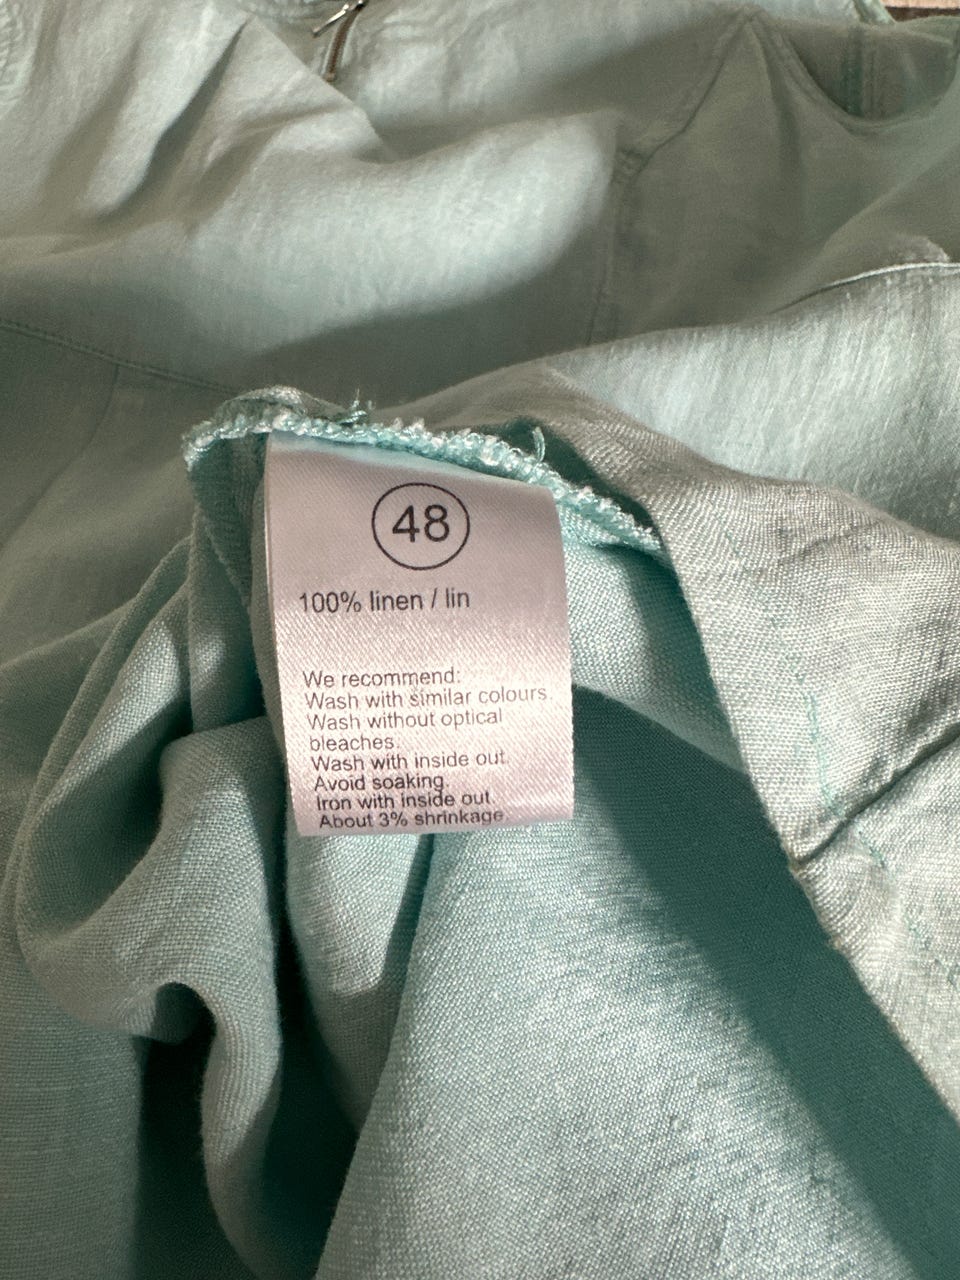 48
100% linen / lin
We recommend:
Wash with similar colours.
Wash without optical
bleaches.
Wash with inside out.
Avoid soaking.
Iron with inside out.
About 3% shrinkage.